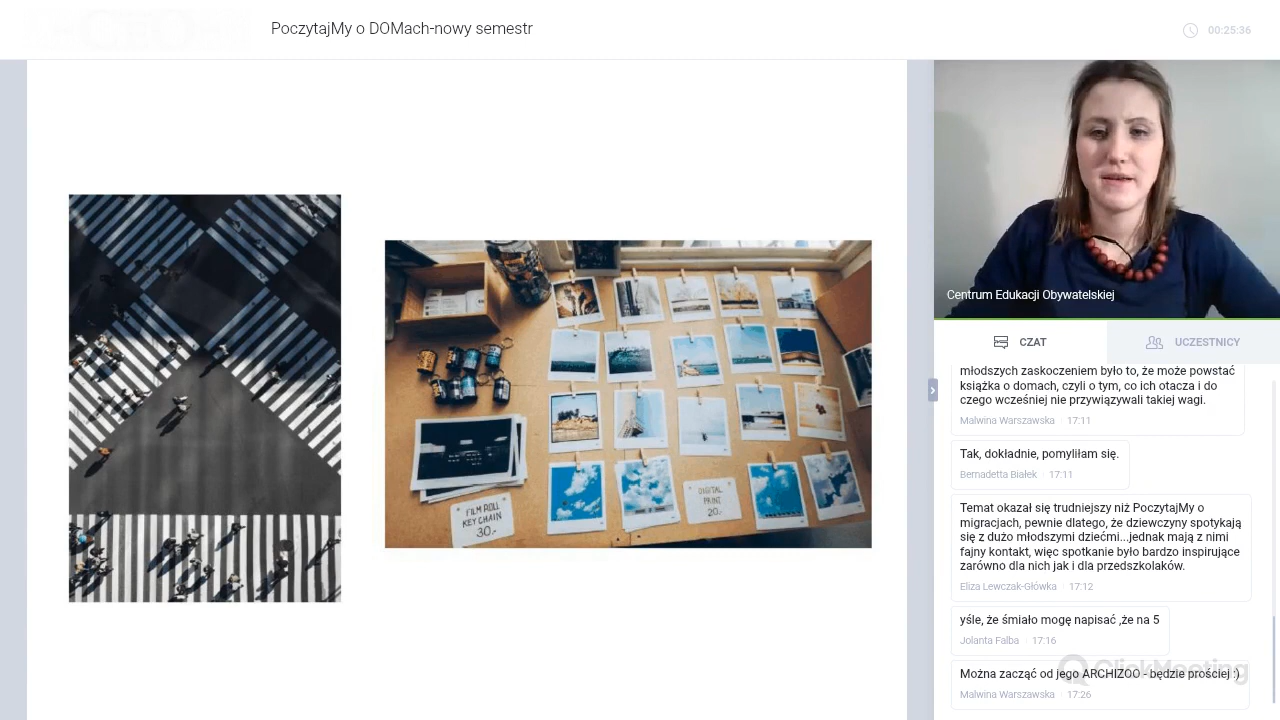 PoczytajMy o DOMach-nowy semestr
00:25:36
FILM ROLL
KEY CHAIN
30.-
DIGITAL
PRINT
20.-
Centrum Edukacji Obywatelskiej
CZAT
UCZESTNICY
młodszych zaskoczeniem było to, że może powstać
książka o domach, czyli o tym, co ich otacza i do
czego wcześniej nie przywiązywali takiej wagi.
Malwina Warszawska 17:11
Tak, dokładnie, pomyliłam się.
Bernadetta Białek 17:11
Temat okazał się trudniejszy niż PoczytajMy o
migracjach, pewnie dlatego, że dziewczyny spotykają
się z dużo młodszymi dziećmi...jednak mają z nimi
fajny kontakt, więc spotkanie było bardzo inspirujące
zarówno dla nich jak i dla przedszkolaków.
Eliza Lewczak-Główka 17:12
yśle, że śmiało mogę napisać ,że na 5
Jolanta Falba 17:16
Można zacząć od jego ARCHIZOO - będzie prościej :)
Malwina Warszawska 17:26
ClickMeeting